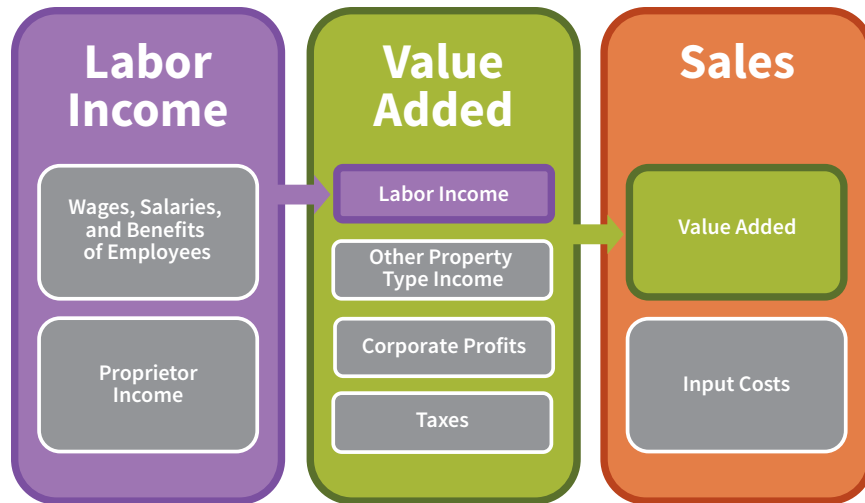 Labor
Income
Wages, Salaries,
and Benefits
of Employees
Proprietor
Income
Value
Added
Labor Income
Other Property
Type Income
Corporate Profits
Taxes
Sales
Value Added
Input Costs